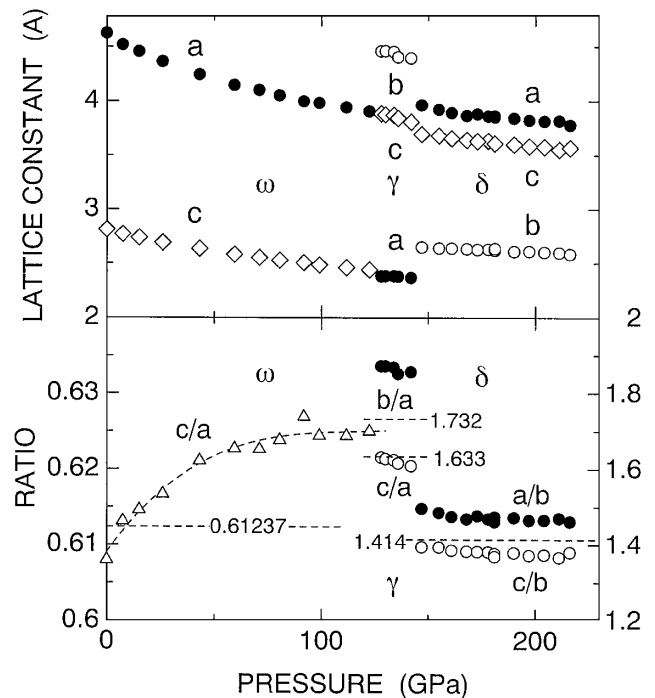 LATTICE CONSTANT (A)
4
3
2
a
b
a
c
c
ω
γ
δ
c
a
b
2
RATIO
0.63
0.62
0.61
0.6
ω
δ
b/a
1.732
c/a
1.633
c/a
a/b
0.61237
1.414
c/b
γ
1.8
1.6
1.4
1.2
0
100
200
PRESSURE (GPa)